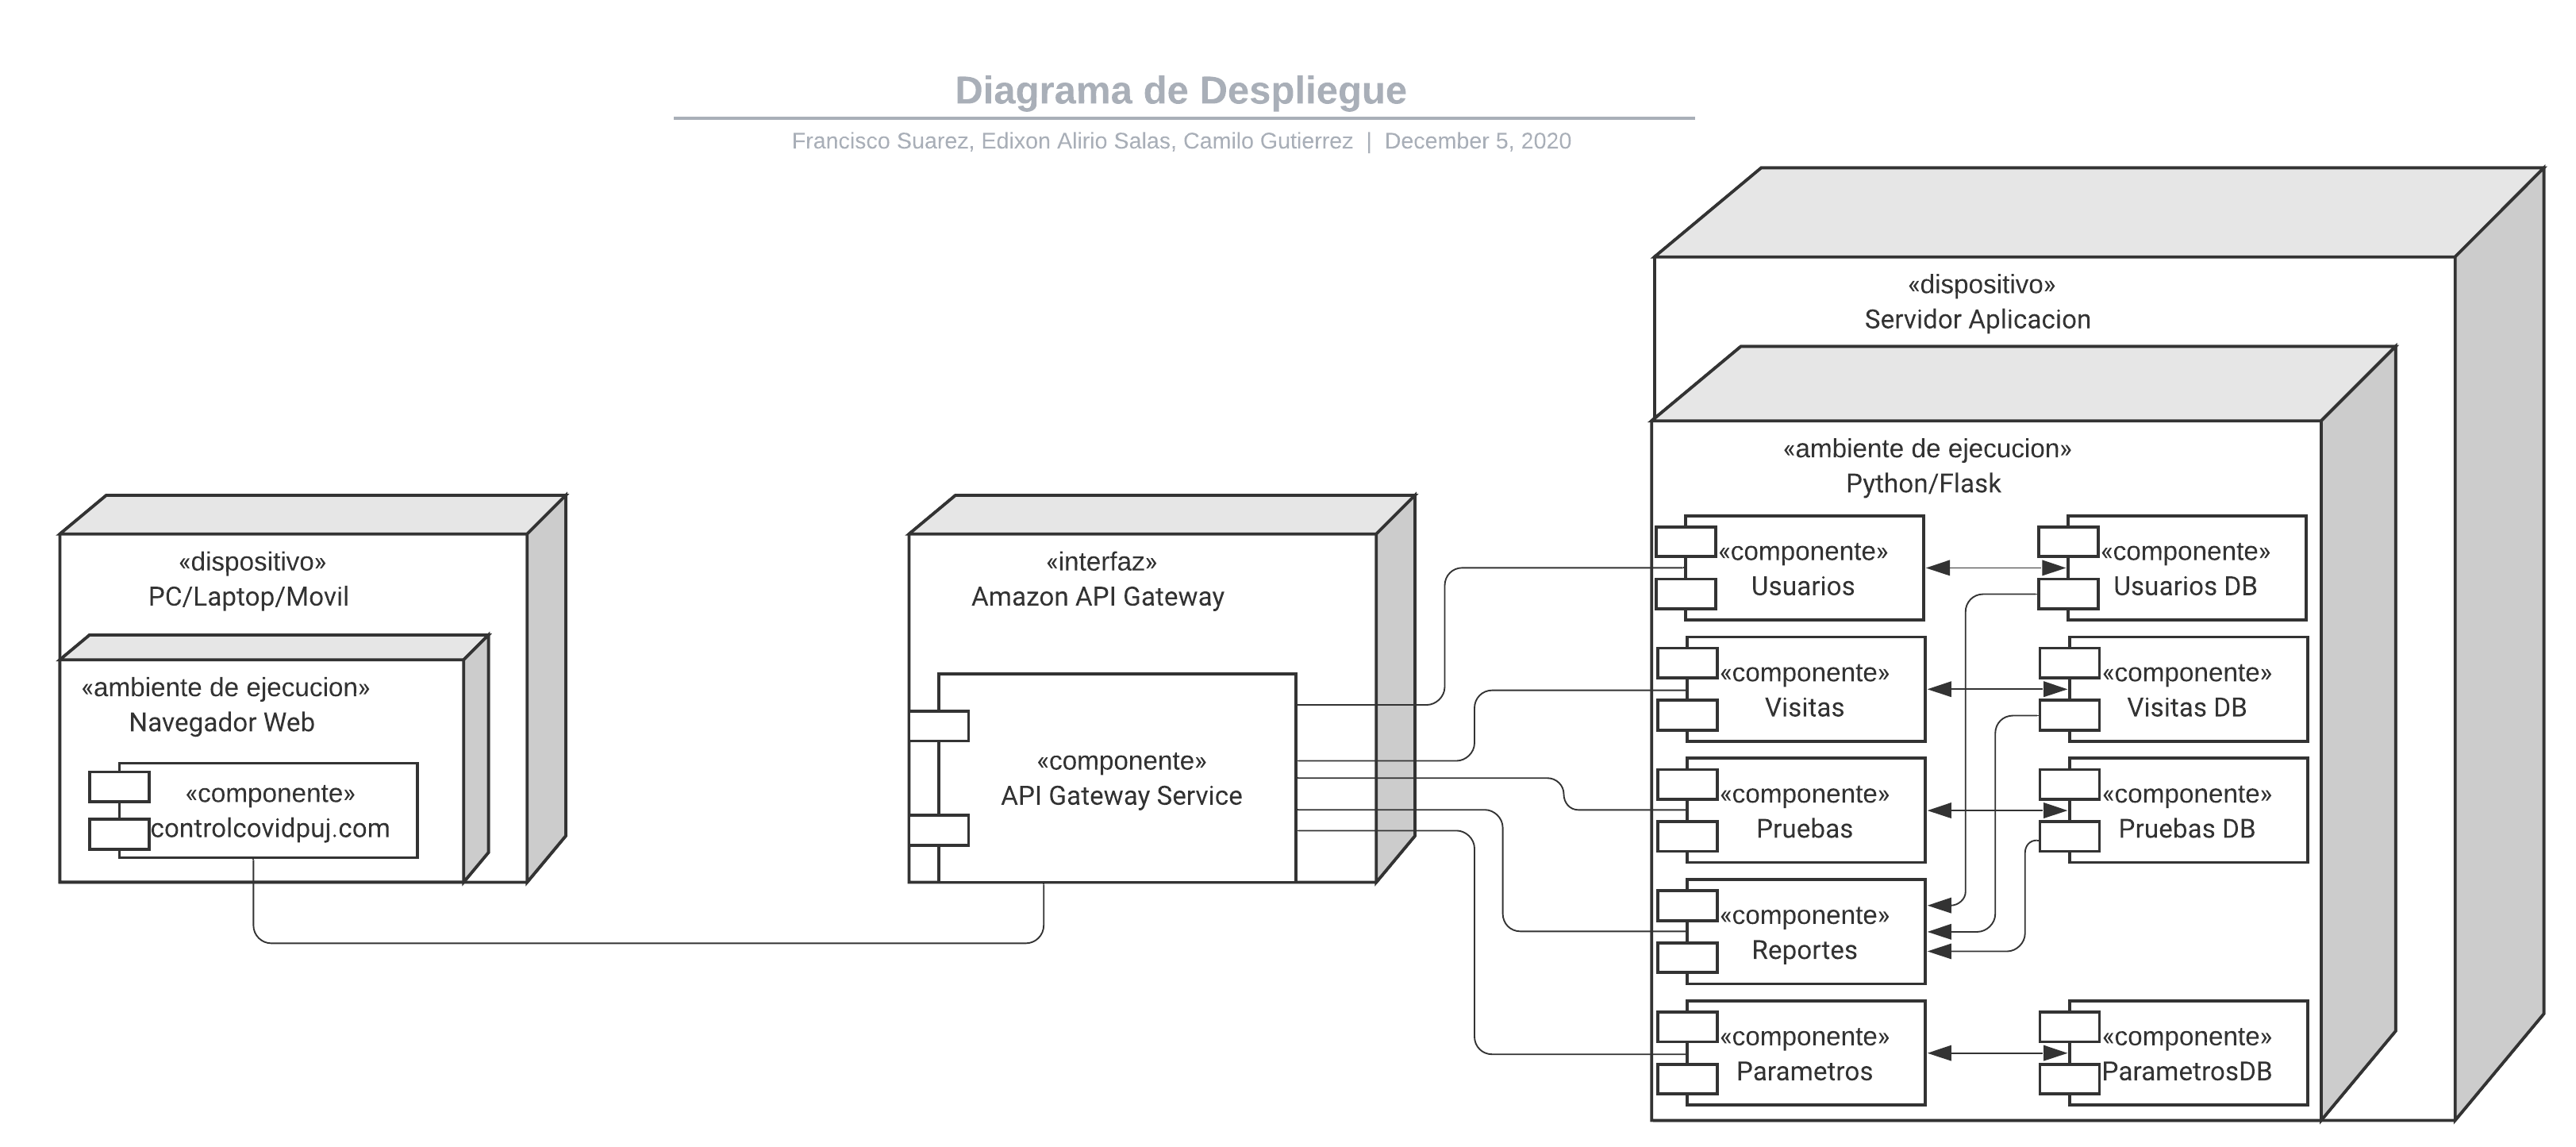 Diagrama de Despliegue
Francisco Suarez, Edixon Alirio Salas, Camilo Gutierrez | December 5, 2020
«dispositivo»
PC/Laptop/Movil
«ambiente de ejecucion»
Navegador Web
«componente»
controlcovidpuj.com
«interfaz»
Amazon API Gateway
«componente»
API Gateway Service
«dispositivo»
Servidor Aplicacion
«ambiente de ejecucion»
Python/Flask
«componente»
Usuarios
«componente»
Usuarios DB
«componente»
Visitas
«componente»
Visitas DB
«componente»
Pruebas
«componente»
Pruebas DB
«componente»
Reportes
«componente»
Parametros
«componente»
ParametrosDB